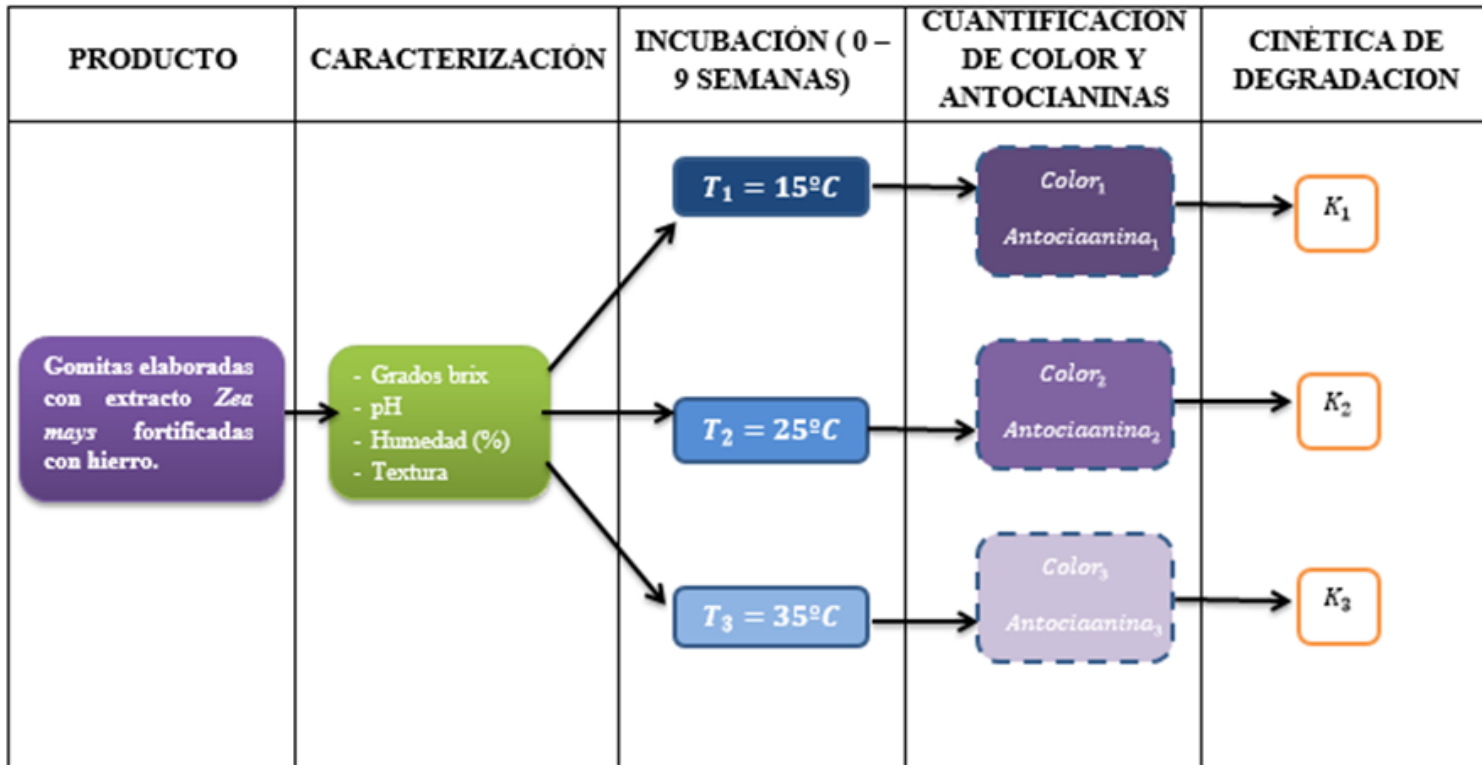 PRODUCTO
CARACTERIZACIÓN
INCUBACIÓN ( 0 –
9 SEMANAS)
CUANTIFICACION
DE COLOR Y
ANTOCIANINAS
CINÉTICA DE
DEGRADACION
Gomitas elaboradas
con extracto Zea
mays fortificadas
con hierro.
- Grados brix
- pH
- Humedad (%)
- Textura
T₁ = 15ºC
Color₁
Antociaanina₁
K₁
T₂ = 25ºC
Color₂
Antociaanina₂
K₂
T₃ = 35ºC
Color₃
Antociaanina₃
K₃